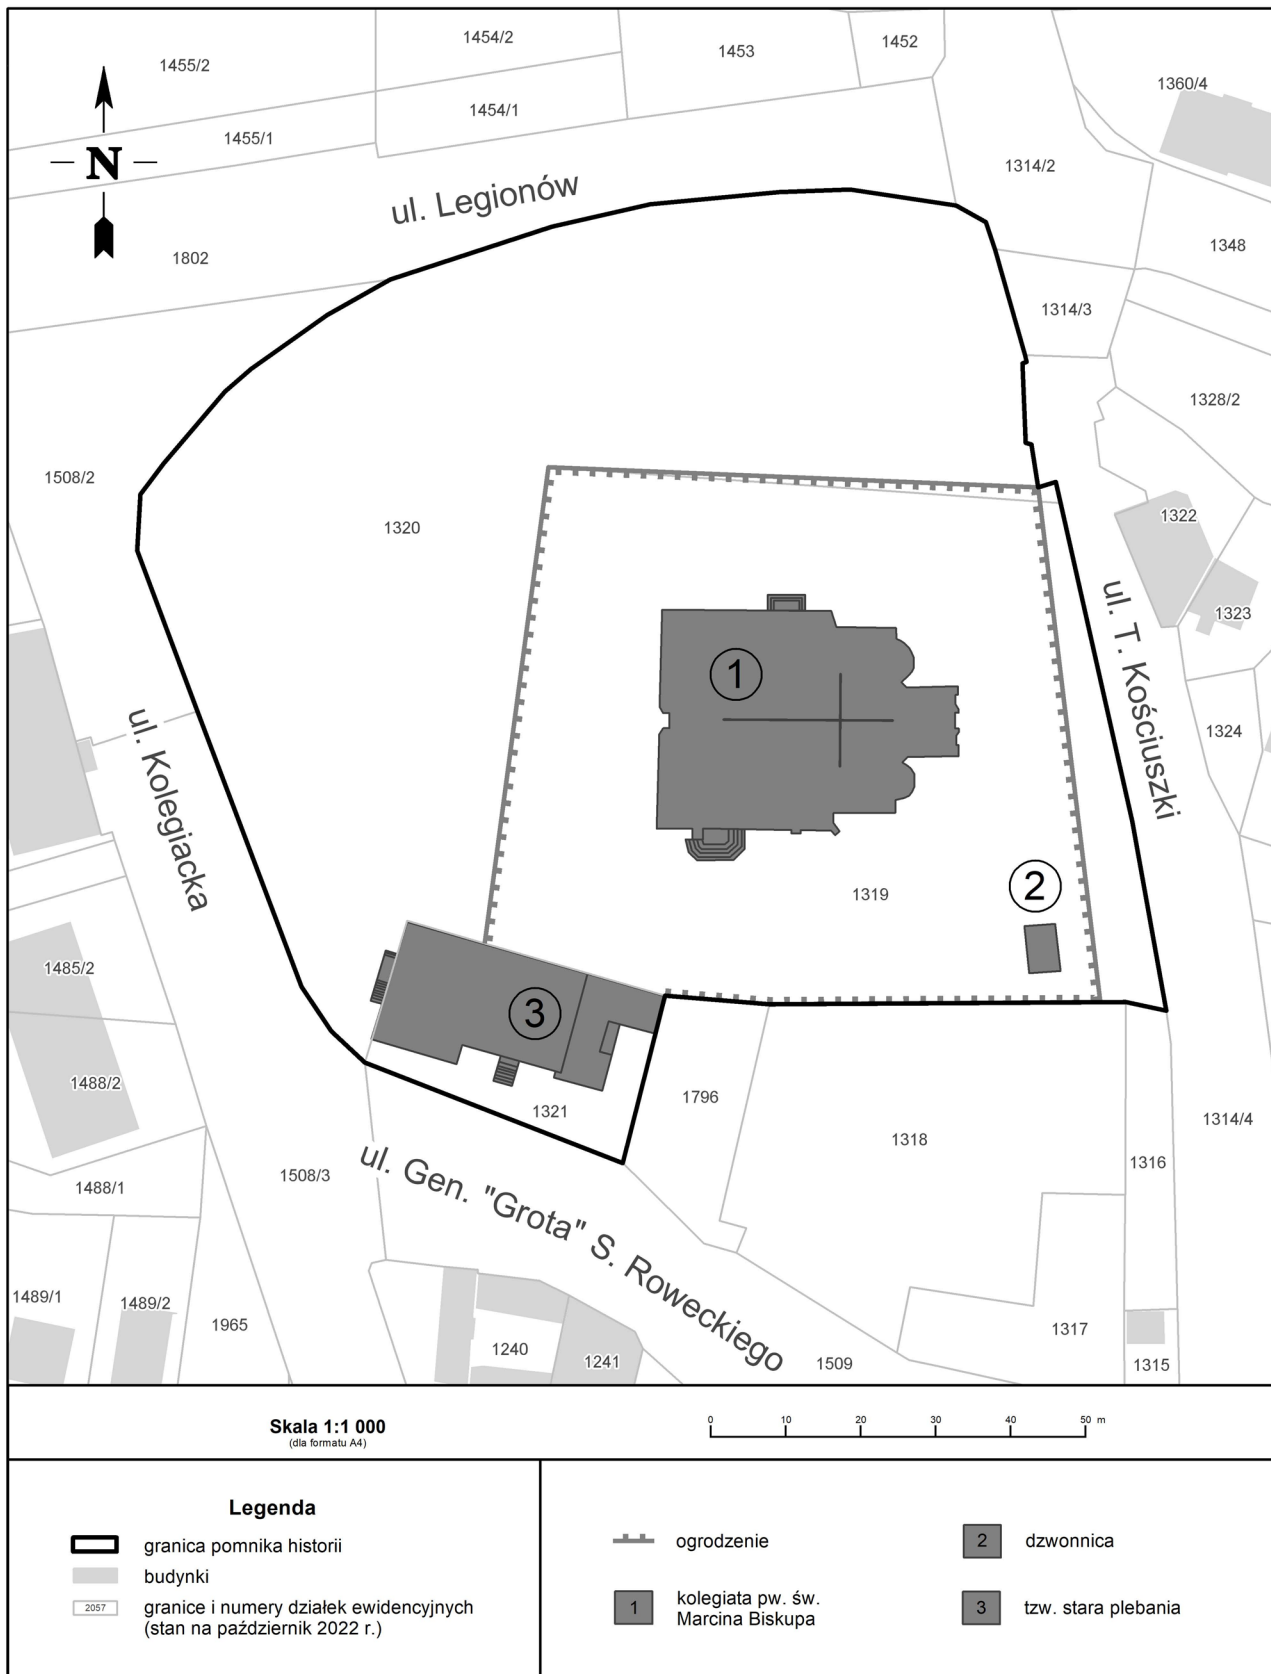 1454/2
1452
1453
1455/2
1360/4
1454/1
1455/1
N
1314/2
ul. Legionów
1348
1802
1314/3
1328/2
1508/2
1322
1320
1323
ul. T. Kościuszki
1
1324
ul. Kolegiacka
2
1319
1485/2
3
1488/2
1321
1796
1314/4
1318
1316
1508/3
1488/1
ul. Gen. "Grota" S. Roweckiego
1489/1
1489/2
1965
1317
1240
1241
1509
1315
Skala 1:1 000
(dla formatu A4)
0 10 20 30 40 50 m
Legenda
granica pomnika historii
budynki
2057
granice i numery działek ewidencyjnych
(stan na październik 2022 r.)
ogrodzenie
1
kolegiata pw. św.
Marcina Biskupa
2
dzwonnica
3
tzw. stara plebania